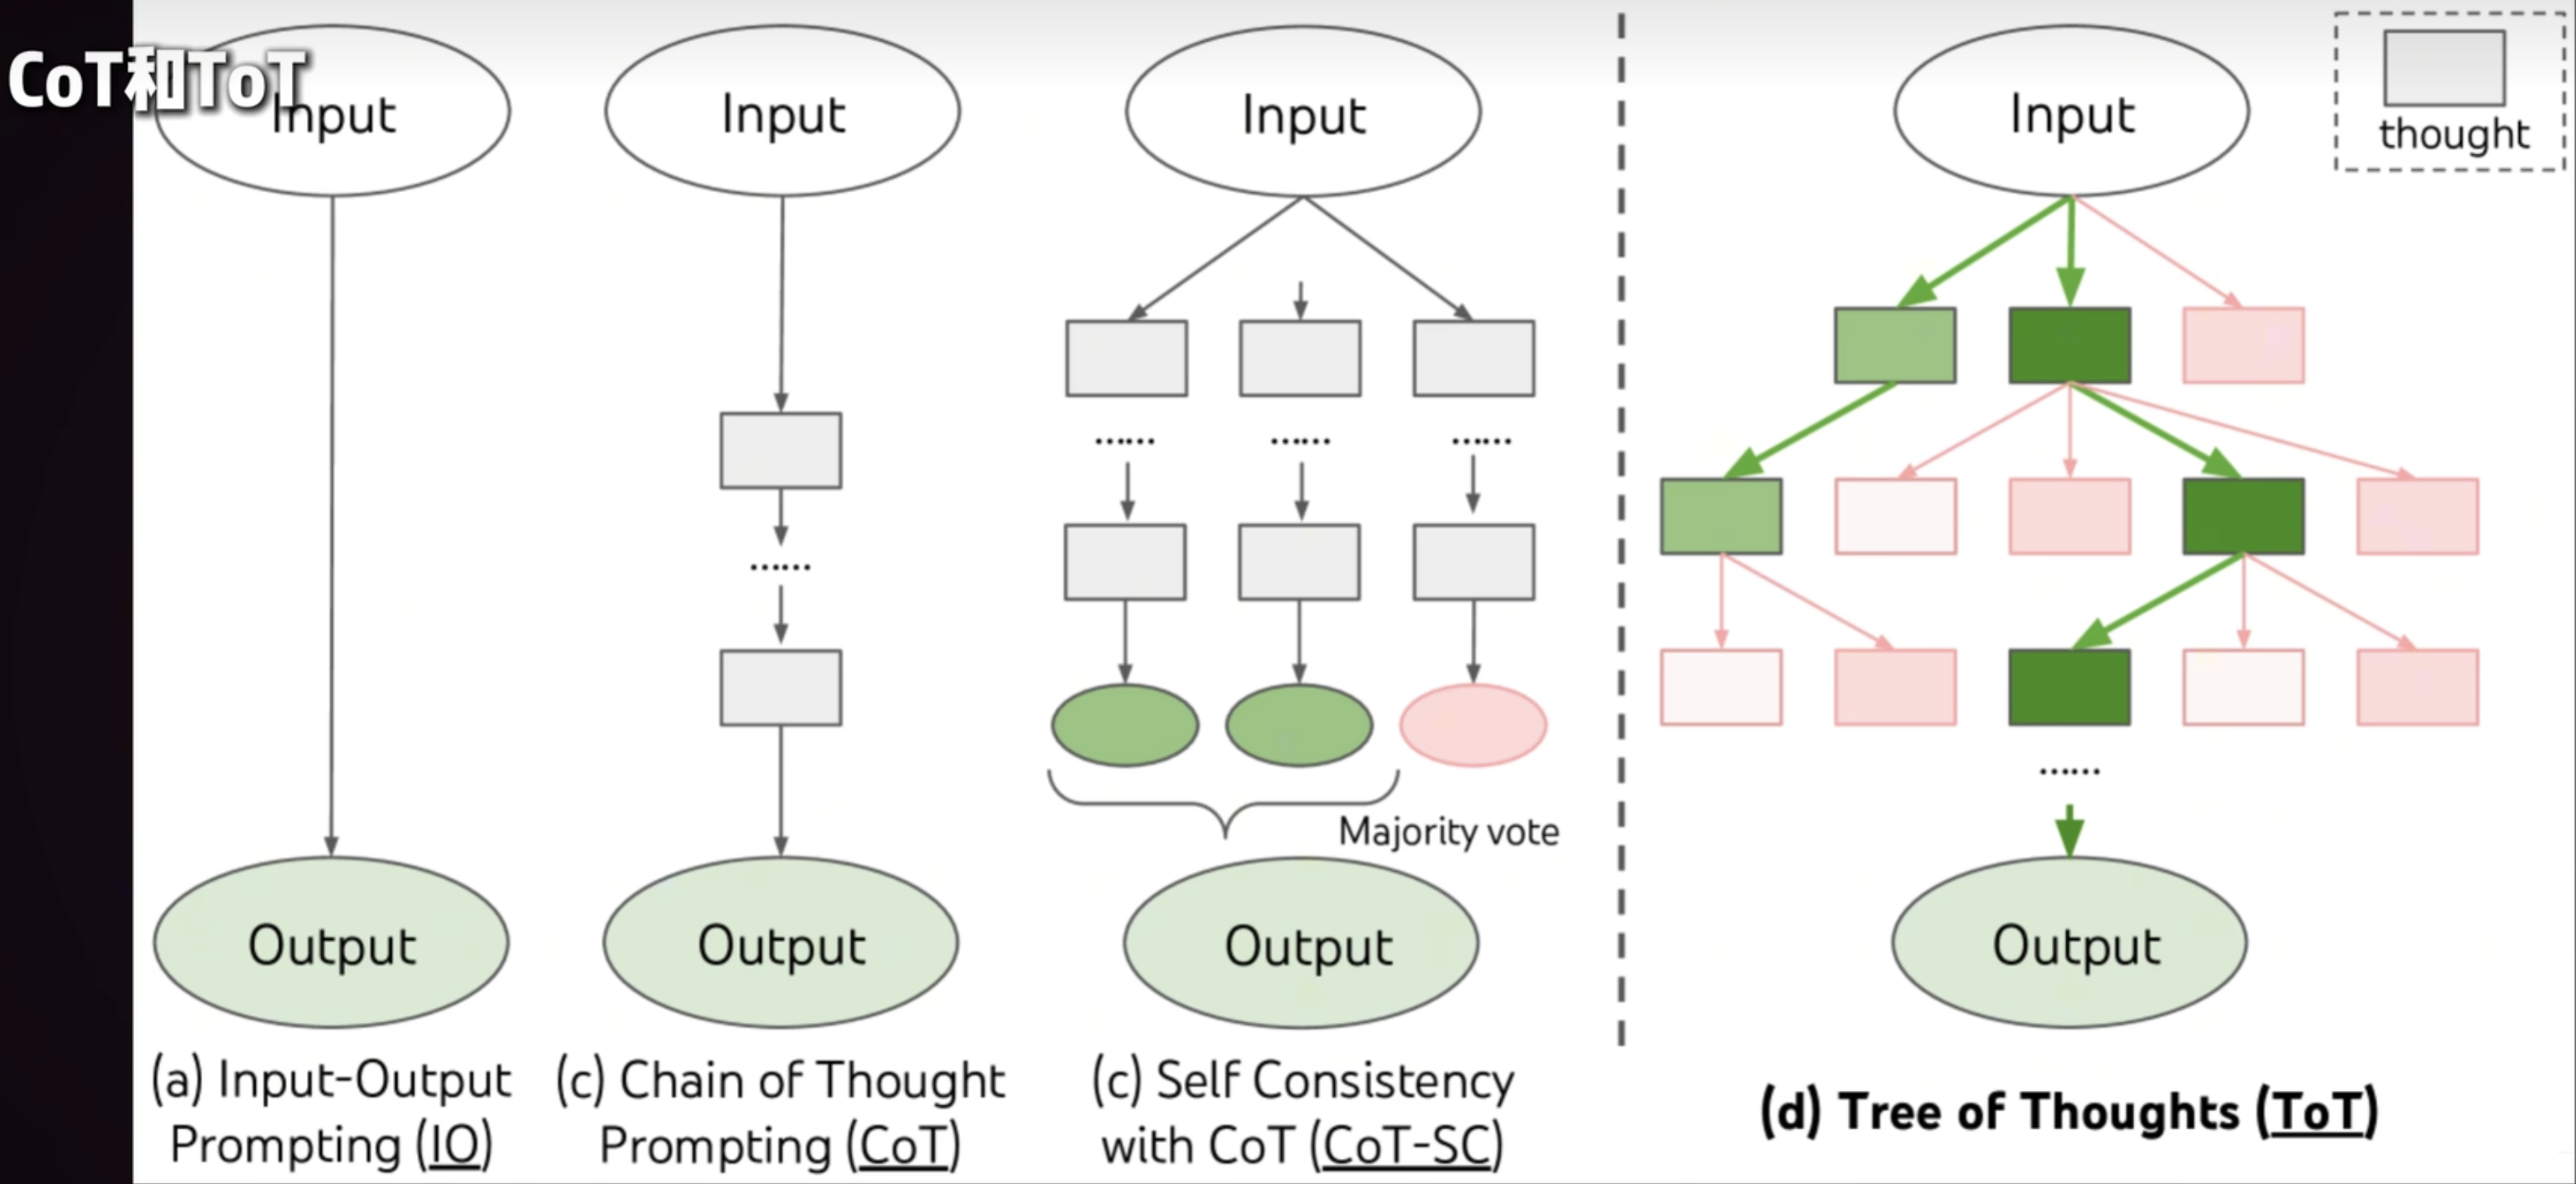 CoT和ToT
Input
Input
Input
Input
thought
......
......
......
......
......
Majority vote
Output
Output
Output
Output
(a) Input-Output
Prompting (IO)
(c) Chain of Thought
Prompting (CoT)
(c) Self Consistency
with CoT (CoT-SC)
(d) Tree of Thoughts (ToT)